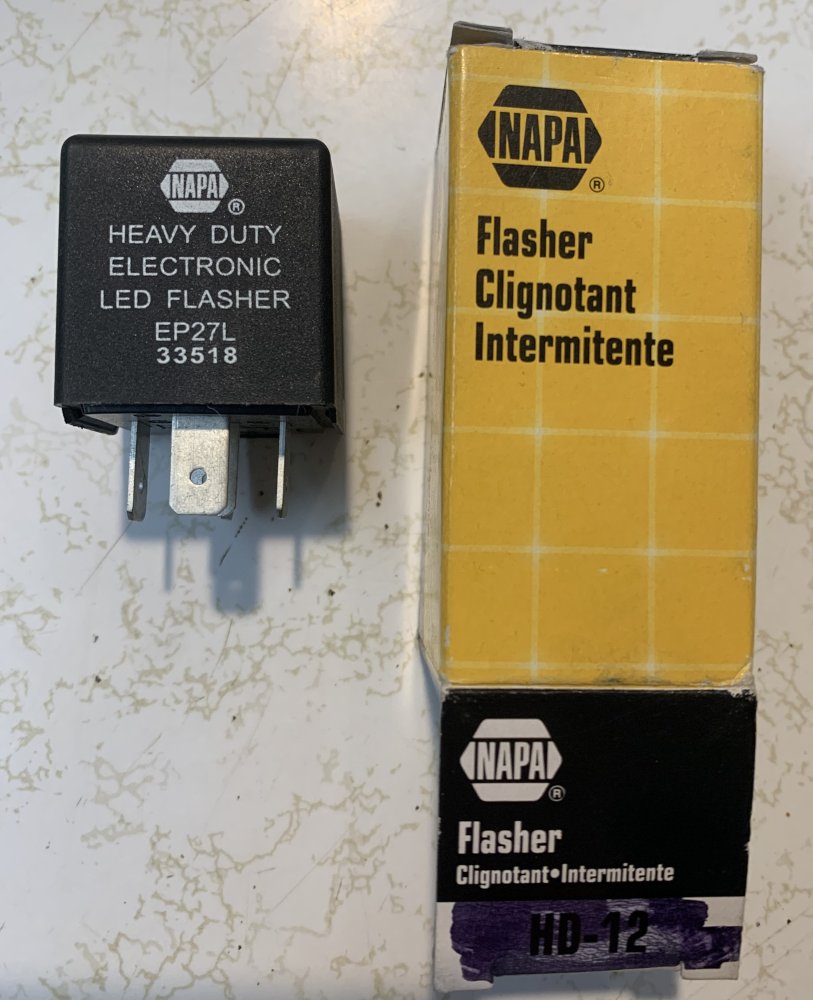 NAPA ®
HEAVY DUTY
ELECTRONIC
LED FLASHER
EP27L
33518
NAPA ®
Flasher
Clignotant
Intermitente
NAPA ®
Flasher
Clignotant•Intermitente
HD-12